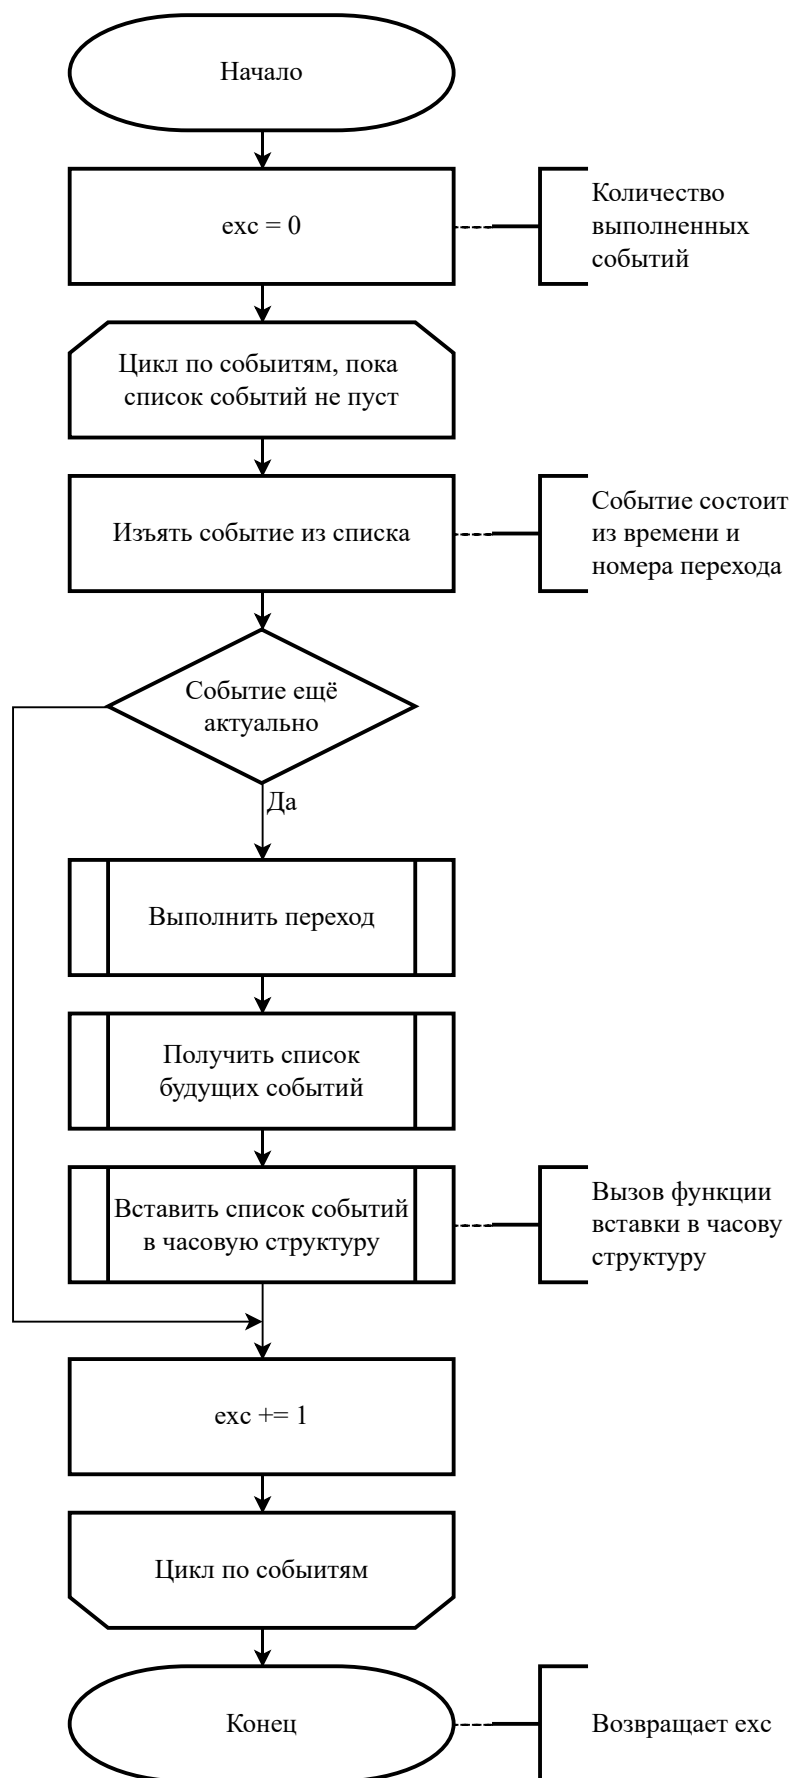 Начало
exc = 0
Количество
выполненных
событий
Цикл по собыитям, пока
список событий не пуст
Изъять событие из списка
Событие состоит
из времени и
номера перехода
Событие ещё
актуально
Да
Выполнить переход
Получить список
будущих событий
Вставить список событий
в часовую структуру
Вызов функции
вставки в часову
структуру
exc += 1
Цикл по собыитям
Конец
Возвращает exc